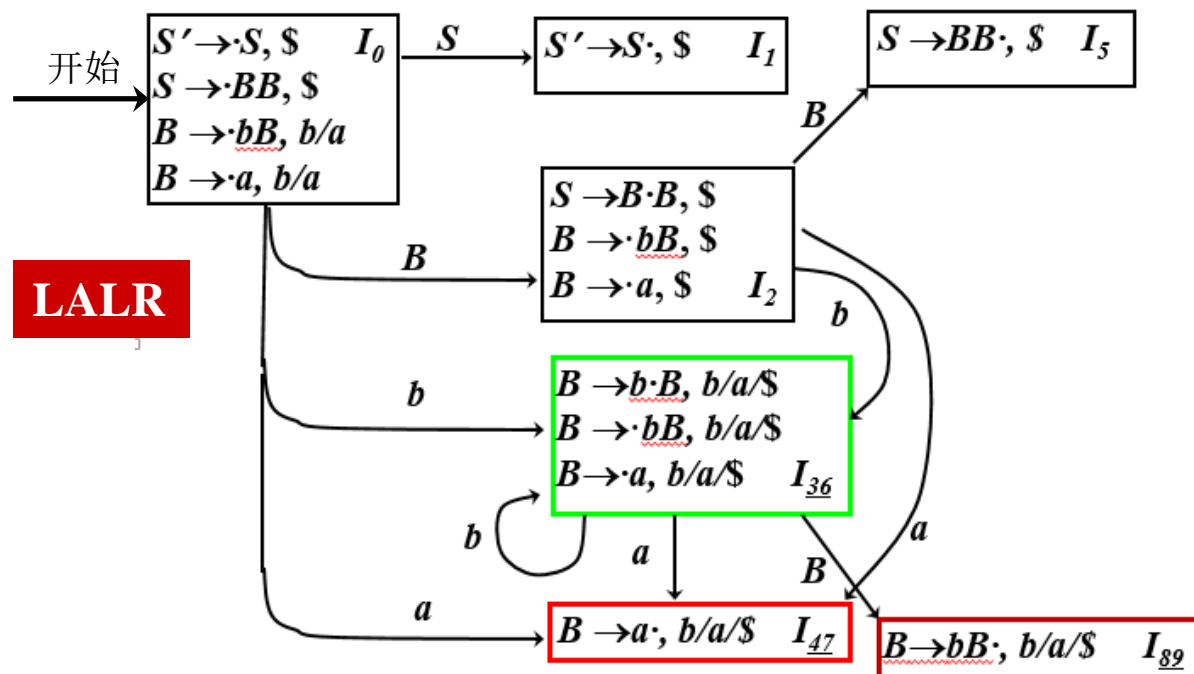 开始
S′→·S, $ I₀
S →·BB, $
B →·bB, b/a
B →·a, b/a
S
S′→S·, $ I₁
S →BB·, $ I₅
B
S →B·B, $
B →·bB, $
B →·a, $ I₂
B
b
LALR
B →b·B, b/a/$
B →·bB, b/a/$
B→·a, b/a/$ I₃₆
b
b
a
B
a
a
B →a·, b/a/$ I₄₇
B→bB·, b/a/$ I₈₉